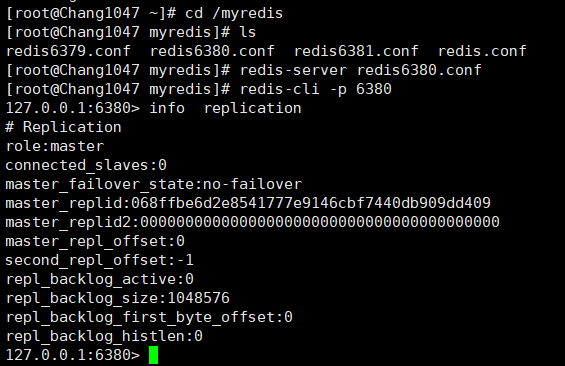 [root@Chang1047 ~]# cd /myredis
[root@Chang1047 myredis]# ls
redis6379.conf  redis6380.conf  redis6381.conf  redis.conf
[root@Chang1047 myredis]# redis-server redis6380.conf
[root@Chang1047 myredis]# redis-cli -p 6380
127.0.0.1:6380> info  replication
# Replication
role:master
connected_slaves:0
master_failover_state:no-failover
master_replid:068ffbe6d2e8541777e9146cbf7440db909dd409
master_replid2:0000000000000000000000000000000000000000
master_repl_offset:0
second_repl_offset:-1
repl_backlog_active:0
repl_backlog_size:1048576
repl_backlog_first_byte_offset:0
repl_backlog_histlen:0
127.0.0.1:6380>